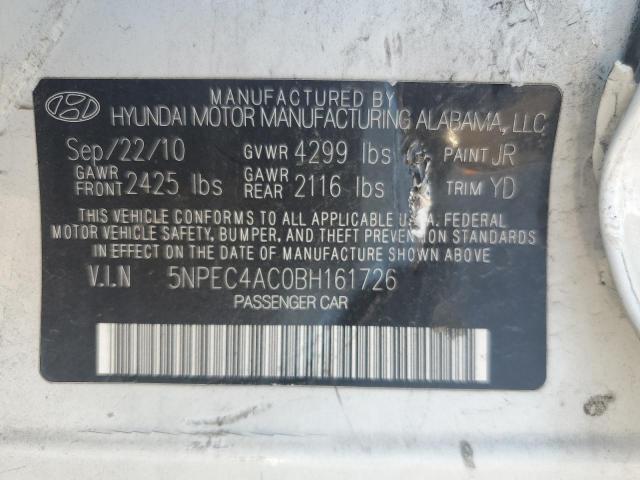 MANUFACTURED BY
HYUNDAI MOTOR MANUFACTURING ALABAMA, LLC
Sep/22/10 GVWR 4299 lbs PAINT JR
GAWR FRONT 2425 lbs GAWR REAR 2116 lbs TRIM YD
THIS VEHICLE CONFORMS TO ALL APPLICABLE U.S.A. FEDERAL
MOTOR VEHICLE SAFETY, BUMPER, AND THEFT PREVENTION
STANDARDS IN EFFECT ON THE DATE OF MANUFACTURE SHOWN ABOVE
V.I.N 5NPEC4AC0BH161726
PASSENGER CAR